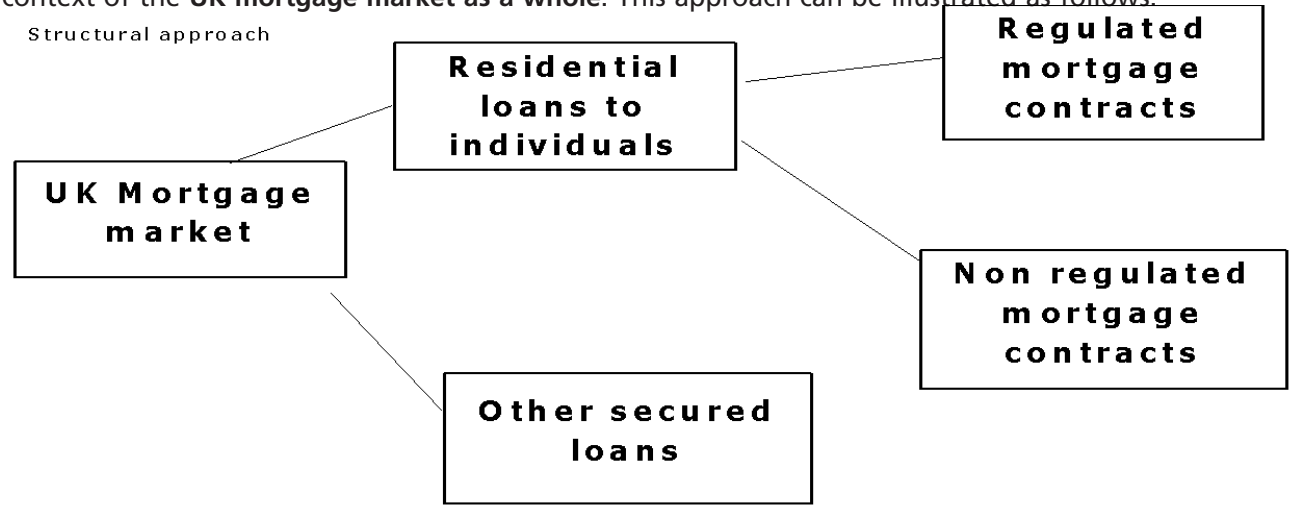 context of the UK mortgage market as a whole. This approach can be illustrated as follows:
Structural approach
Residential
loans to
individuals
Regulated
mortgage
contracts
UK Mortgage
market
Non regulated
mortgage
contracts
Other secured
loans